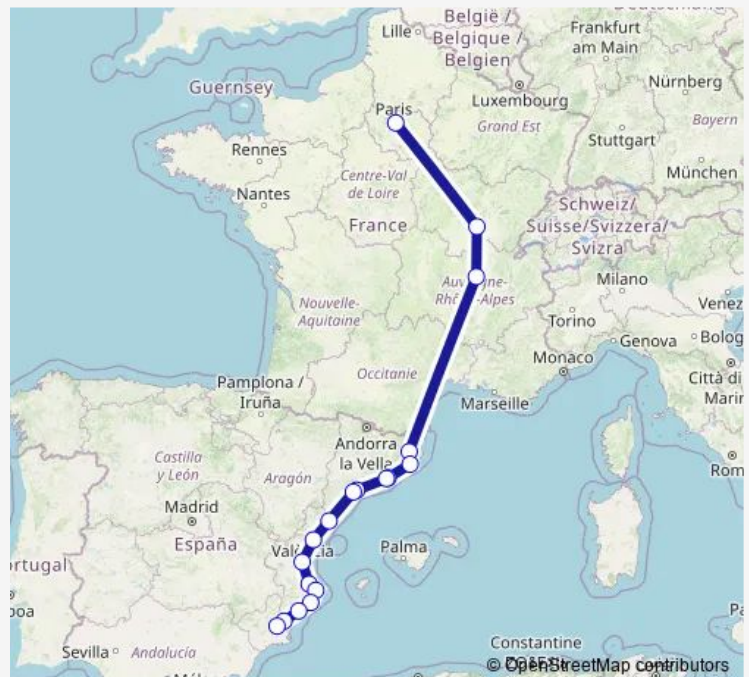 België /
Belgique /
Belgien
Lille
Frankfurt
am Main
Guernsey
Luxembourg
Nürnberg
Paris
Grand Est
Bayern
Rennes
Stuttgart
München
Centre-Val
de Loire
Nantes
France
Schweiz/
Suisse/Svizzera/
Svizra
Milano
Nouvelle-
Aquitaine
Torino
Venez
Genova
Bolog
Monaco
Occitanie
Pamplona /
Iruña
Marseille
Città di
Marin
Andorra
la Vella
Castilla
y León
Aragón
Rom
Madrid
España
Palma
ortugal
boa
Sevilla
Andalucía
Constantine
© OpenStreetMap contributors